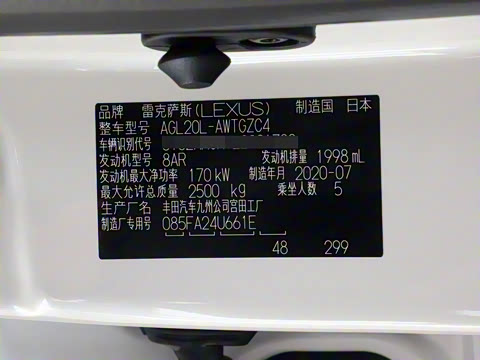 品牌 雷克萨斯(LEXUS) 制造国 日本
整车型号 AGL20L-AWTGZC4
车辆识别代号
发动机型号 8AR 发动机排量 1998 mL
发动机最大净功率 170 kW 制造年月 2020-07
最大允许总质量 2500 kg 乘坐人数 5
生产厂名 丰田汽车九州公司宫田工厂
制造厂专用号 085FA24U661E
48 299